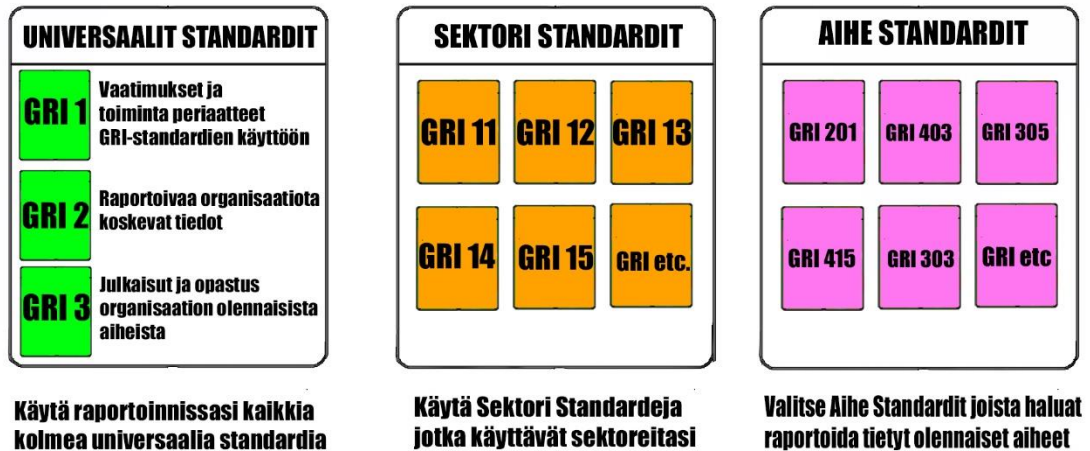 UNIVERSAALIT STANDARDIT
GRI 1
Vaatimukset ja
toiminta periaatteet
GRI-standardien käyttöön
GRI 2
Raportoivaa organisaatiota
koskevat tiedot
GRI 3
Julkaisut ja opastus
organisaation olennaisista
aiheista
Käytä raportoinnissasi kaikkia
kolmea universaalia standardia
SEKTORI STANDARDIT
GRI 11 GRI 12 GRI 13
GRI 14 GRI 15 GRI etc.
Käytä Sektori Standardeja
jotka käyttävät sektoreitasi
AIHE STANDARDIT
GRI 201 GRI 403 GRI 305
GRI 415 GRI 303 GRI etc
Valitse Aihe Standardit joista haluat
raportoida tietyt olennaiset aiheet